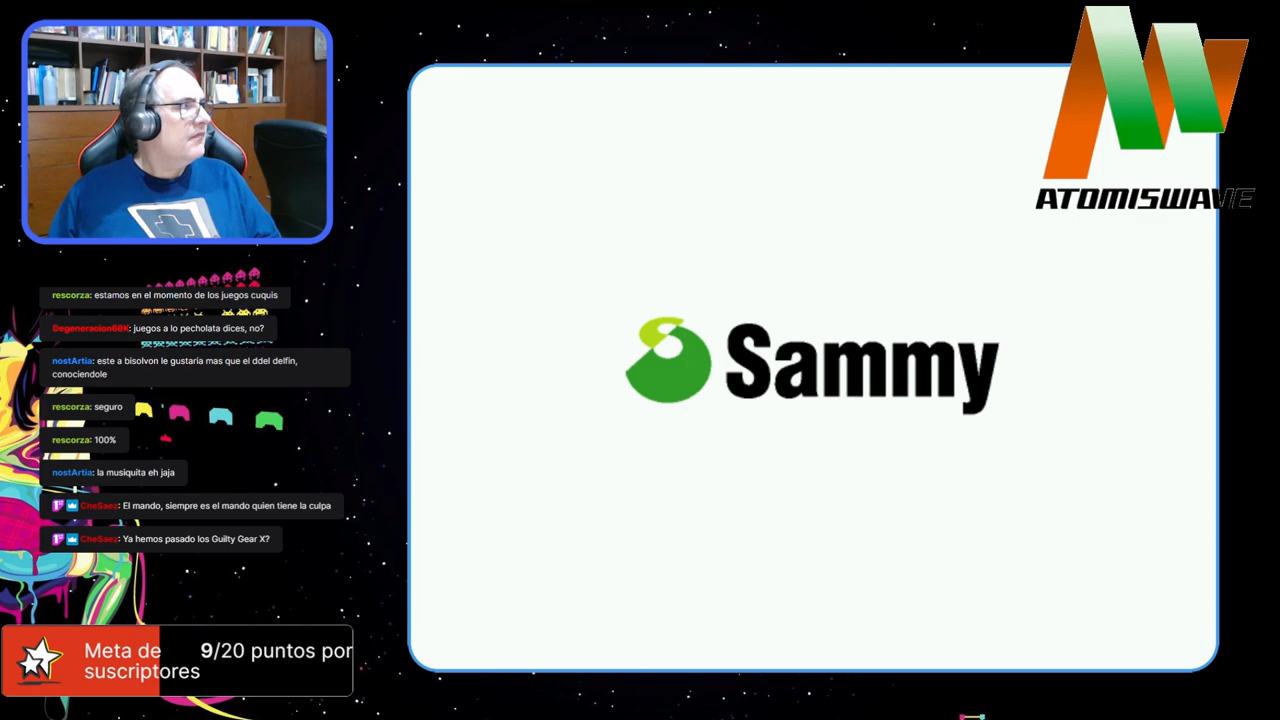 ATOMISWAVE
rescorza: estamos en el momento de los juegos cuquis
Degeneracion68K: juegos a lo pecholata dices, no?
nostArtia: este a bisolvon le gustaria mas que el ddel delfin,
conociendole
rescorza: seguro
rescorza: 100%
nostArtia: la musiquita eh jaja
CheSaez: El mando, siempre es el mando quien tiene la culpa
CheSaez: Ya hemos pasado los Guilty Gear X?
Sammy
Meta de
suscriptores
9/20 puntos por